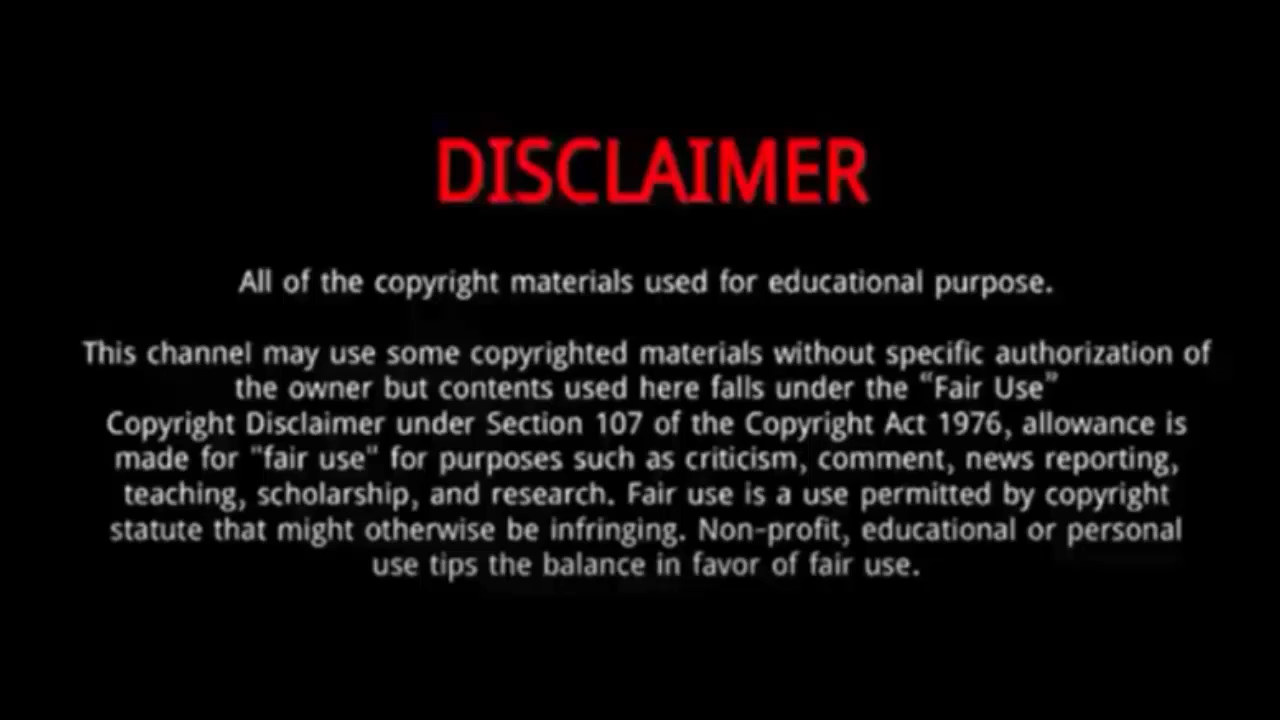 DISCLAIMER
All of the copyright materials used for educational purpose.
This channel may use some copyrighted materials without specific authorization of
the owner but contents used here falls under the “Fair Use”
Copyright Disclaimer under Section 107 of the Copyright Act 1976, allowance is
made for "fair use" for purposes such as criticism, comment, news reporting,
teaching, scholarship, and research. Fair use is a use permitted by copyright
statute that might otherwise be infringing. Non-profit, educational or personal
use tips the balance in favor of fair use.